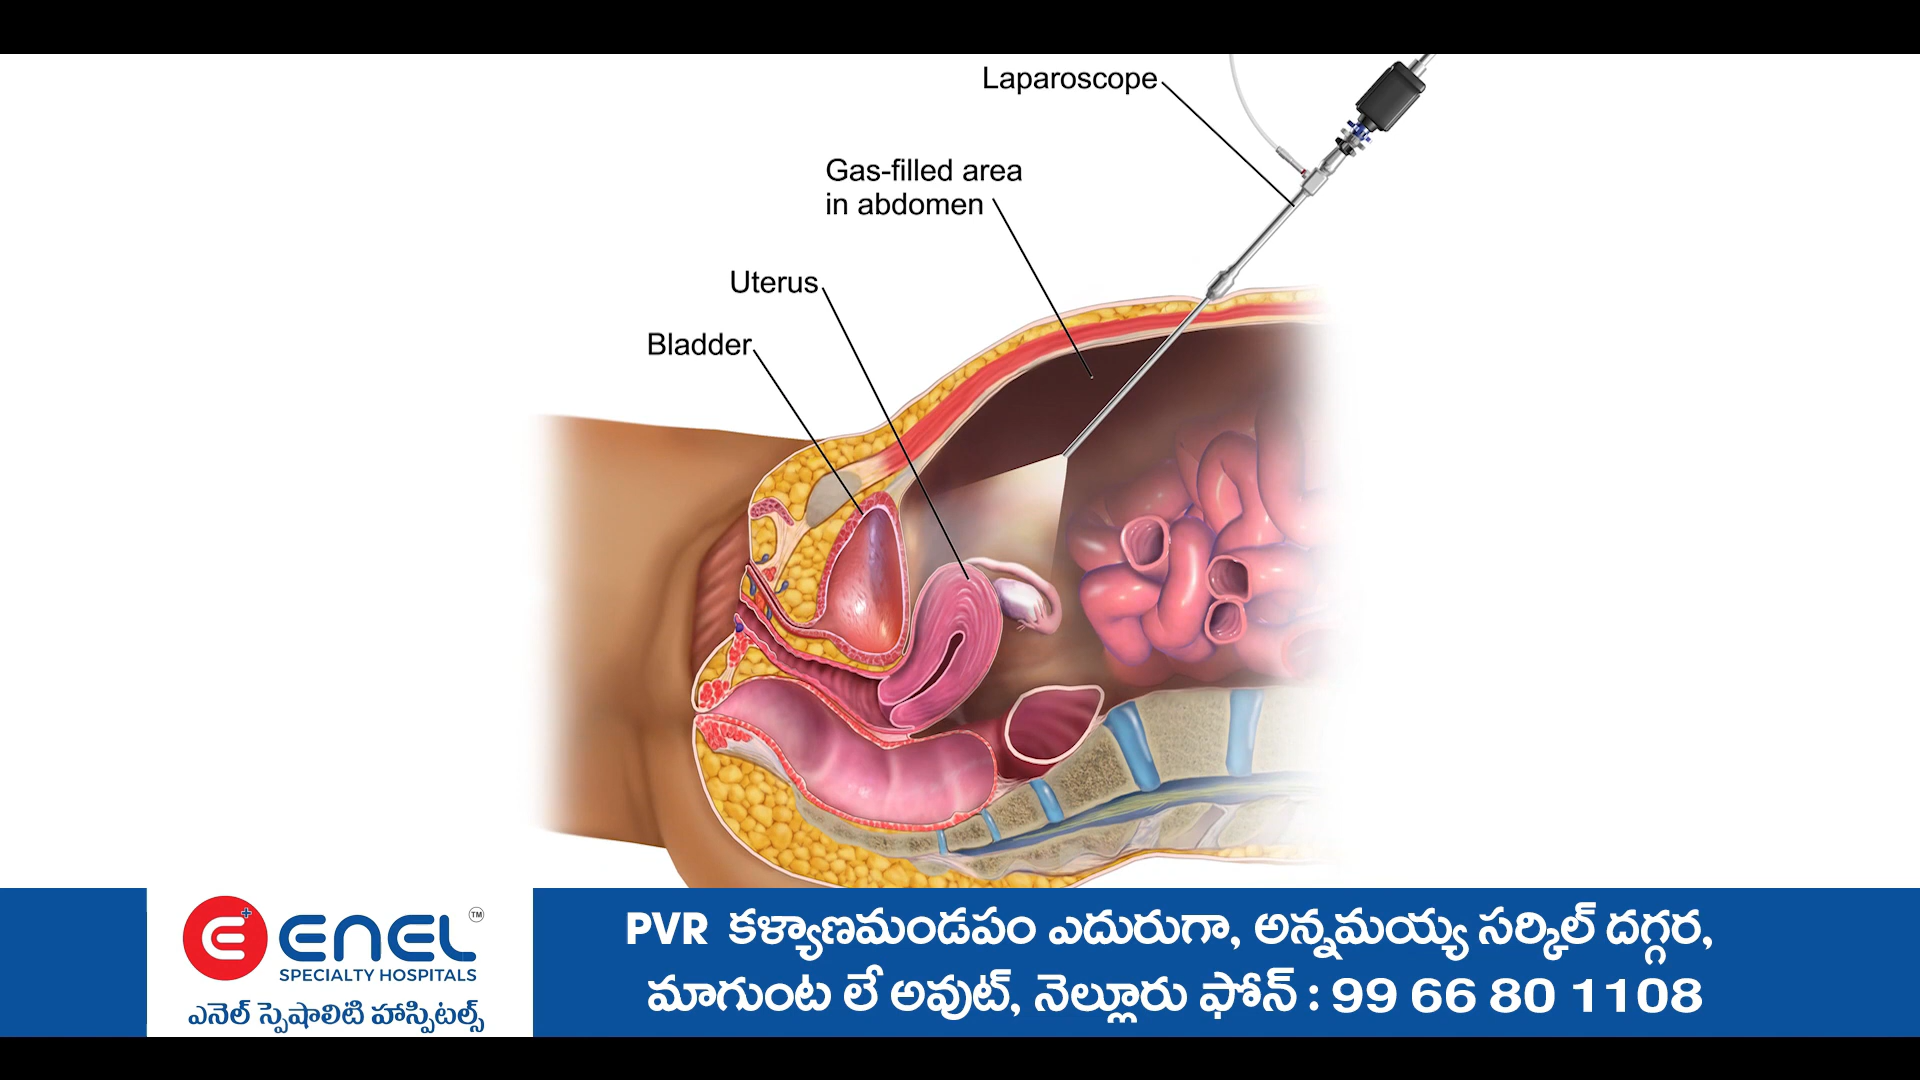 Laparoscope
Gas-filled area
in abdomen
Uterus
Bladder
ENEL™
SPECIALTY HOSPITALS
ఎనెల్ స్పెషాలిటి హాస్పిటల్స్
PVR కళ్యాణమండపం ఎదురుగా, అన్నమయ్య సర్కిల్ దగ్గర,
మాగుంట లే అవుట్, నెల్లూరు ఫోన్ : 99 66 80 1108